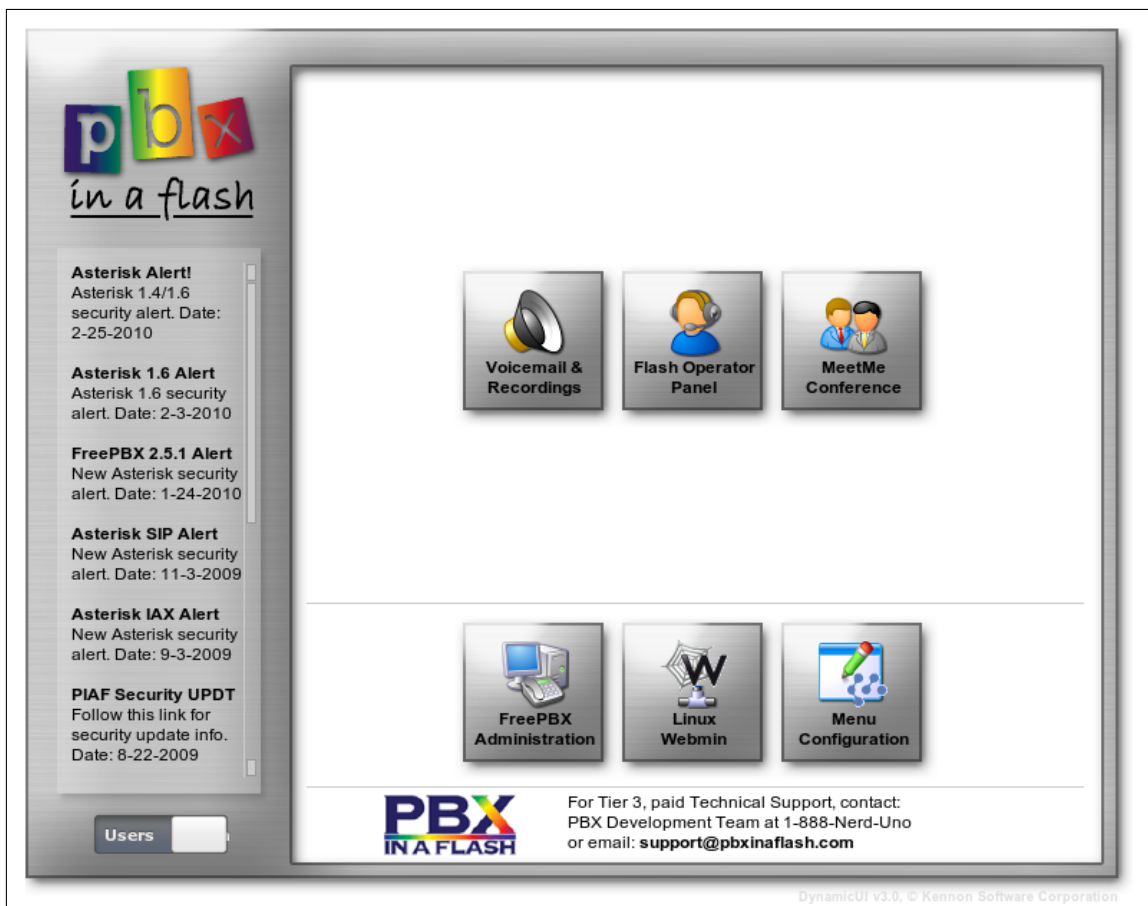 pbx
in a flash
Asterisk Alert!
Asterisk 1.4/1.6
security alert. Date:
2-25-2010
Asterisk 1.6 Alert
Asterisk 1.6 security
alert. Date: 2-3-2010
FreePBX 2.5.1 Alert
New Asterisk security
alert. Date: 1-24-2010
Asterisk SIP Alert
New Asterisk security
alert. Date: 11-3-2009
Asterisk IAX Alert
New Asterisk security
alert. Date: 9-3-2009
PIAF Security UPDT
Follow this link for
security update info.
Date: 8-22-2009
Users
Voicemail &
Recordings
Flash Operator
Panel
MeetMe
Conference
FreePBX
Administration
W
Linux
Webmin
Menu
Configuration
PBX
IN A FLASH
For Tier 3, paid Technical Support, contact:
PBX Development Team at 1-888-Nerd-Uno
or email: support@pbxinaflash.com
DynamicUI v3.0, © Kennon Software Corporation